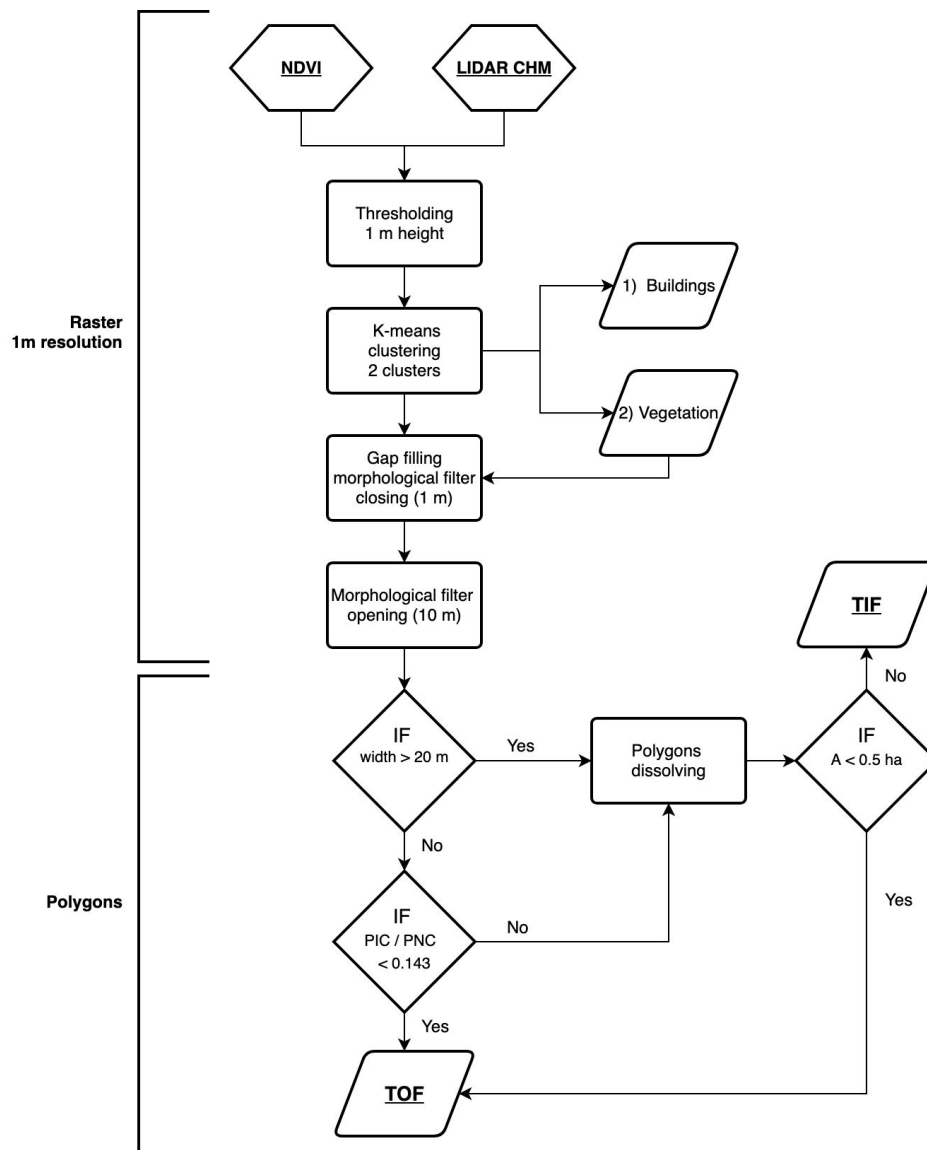 NDVI
LIDAR CHM
Thresholding
1 m height
1) Buildings
Raster
1m resolution
K-means
clustering
2 clusters
2) Vegetation
Gap filling
morphological filter
closing (1 m)
Morphological filter
opening (10 m)
TIF
No
IF
width > 20 m
Yes
Polygons
dissolving
IF
A < 0.5 ha
No
Polygons
IF
PIC / PNC
< 0.143
No
Yes
Yes
TOF